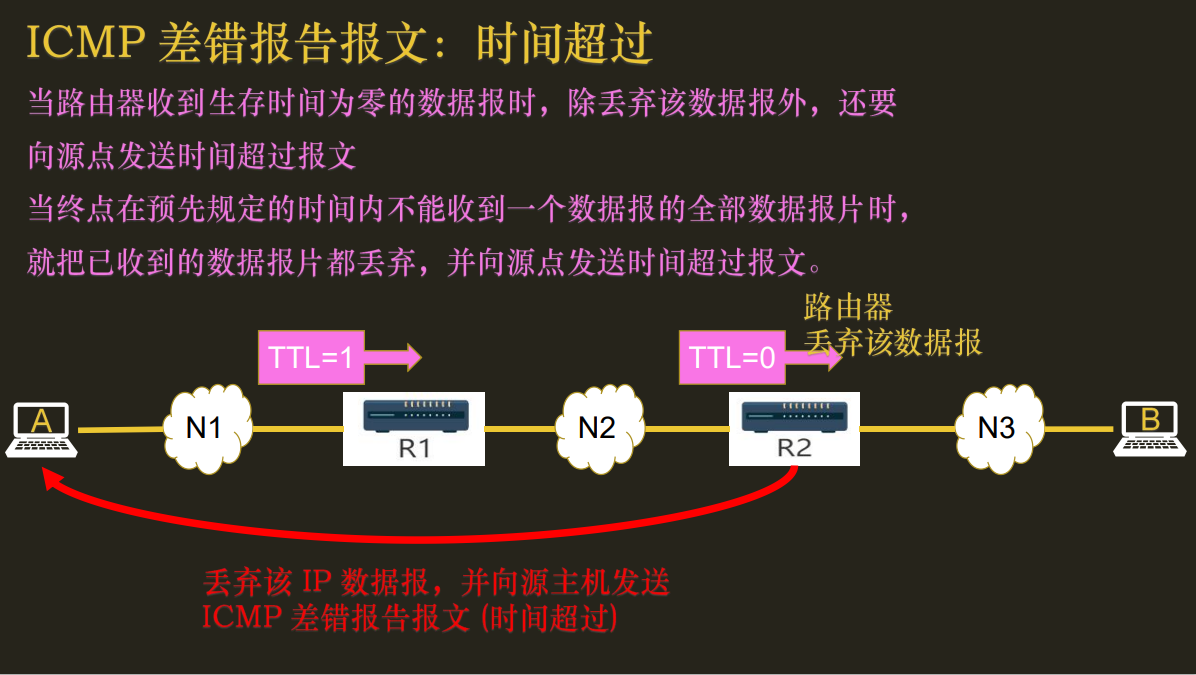 ICMP 差错报告报文：时间超过
当路由器收到生存时间为零的数据报时，除丢弃该数据报外，还要
向源点发送时间超过报文
当终点在预先规定的时间内不能收到一个数据报的全部数据报片时，
就把已收到的数据报片都丢弃，并向源点发送时间超过报文。
路由器
丢弃该数据报
TTL=1
TTL=0
A
N1
R1
N2
R2
N3
B
丢弃该 IP 数据报，并向源主机发送
ICMP 差错报告报文 (时间超过)